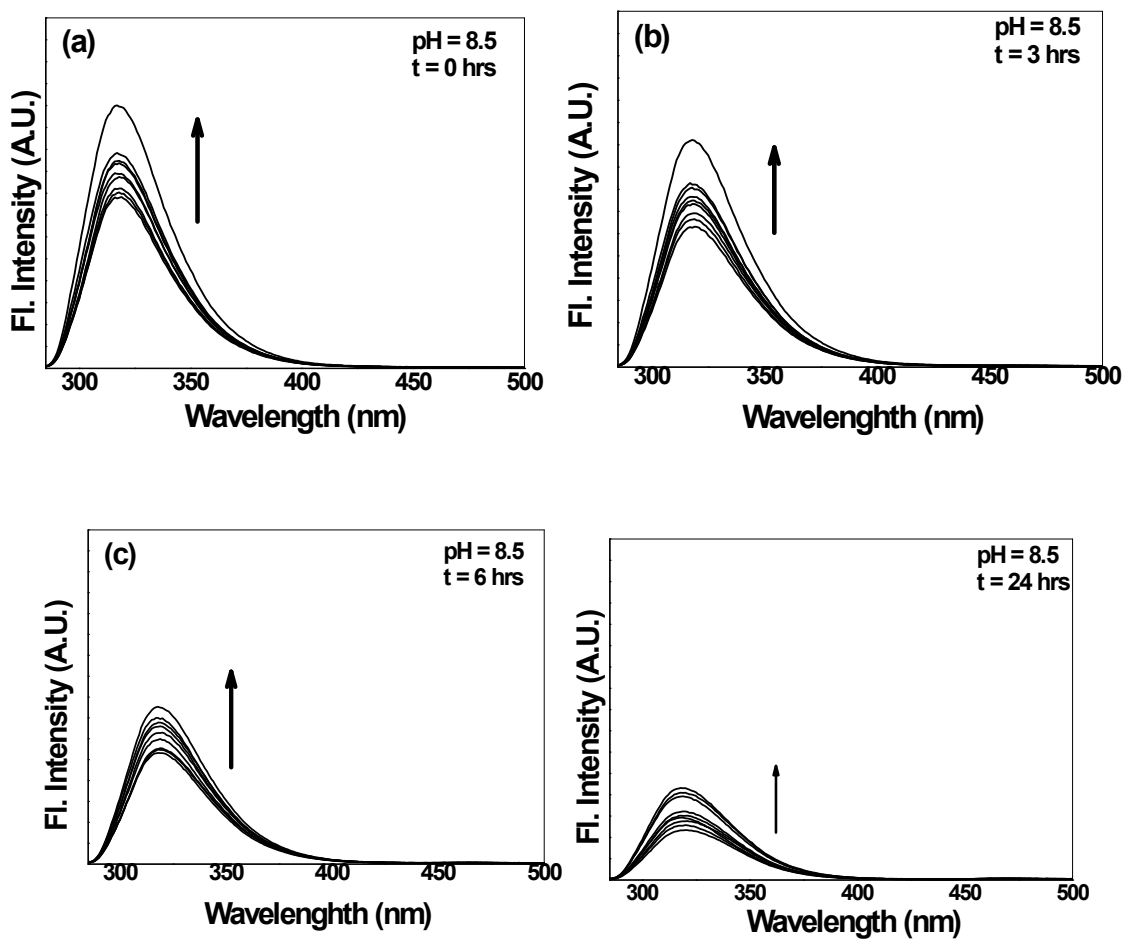 (a)
pH = 8.5
t = 0 hrs
Fl. Intensity (A.U.)
300 350 400 450 500
Wavelength (nm)
(b)
pH = 8.5
t = 3 hrs
Fl. Intensity (A.U.)
300 350 400 450 500
Wavelenghth (nm)
(c)
pH = 8.5
t = 6 hrs
Fl. Intensity (A.U.)
300 350 400 450 500
Wavelenghth (nm)
pH = 8.5
t = 24 hrs
Fl. Intensity (A.U.)
300 350 400 450 500
Wavelength (nm)